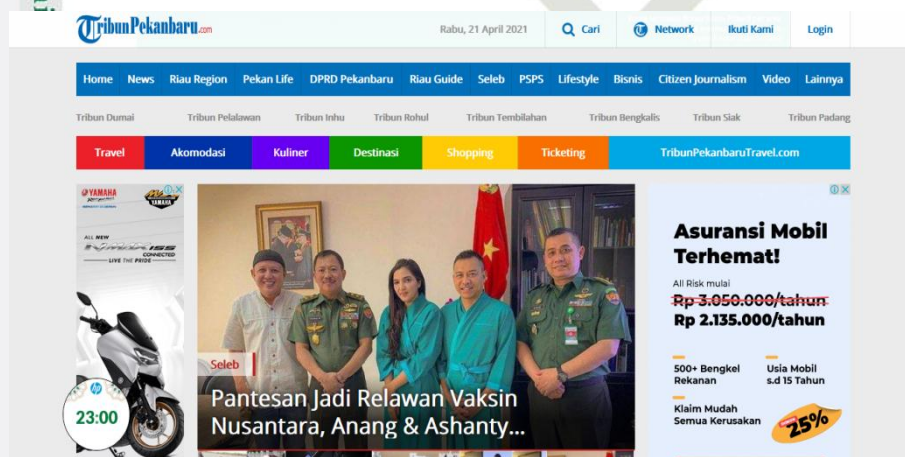 TribunPekanbaru.com
Rabu, 21 April 2021
Cari
Network
Ikuti Kami
Login
Home News Riau Region Pekan Life DPRD Pekanbaru Riau Guide Seleb PSPS Lifestyle Bisnis Citizen Journalism Video Lainnya
Tribun Dumai Tribun Pelalawan Tribun Inhu Tribun Rohul Tribun Tembilahan Tribun Bengkalis Tribun Siak Tribun Padang
Travel Akomodasi Kuliner Destinasi Shopping Ticketing TribunPekanbaruTravel.com
YAMAHA
YAMAHA
ALL NEW
CONNECTED
LIVE THE PRIDE
23:00
Seleb
Pantesan Jadi Relawan Vaksin
Nusantara, Anang & Ashanty...
Asuransi Mobil
Terhemat!
All Risk mulai
Rp 3.050.000/tahun
Rp 2.135.000/tahun
500+ Bengkel
Rekanan
Usia Mobil
s.d 15 Tahun
Klaim Mudah
Semua Kerusakan
25%